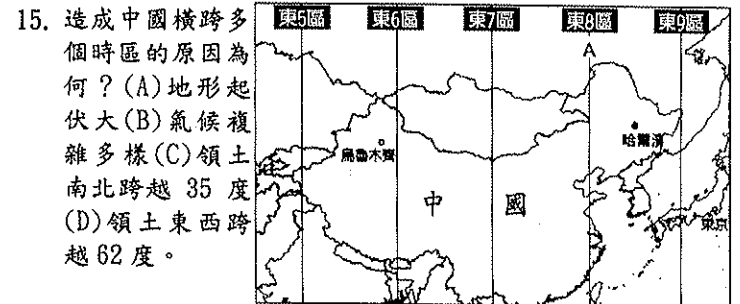 15. 造成中國橫跨多
個時區的原因為
何？(A)地形起
伏大(B)氣候複
雜多樣(C)領土
南北跨越 35 度
(D)領土東西跨
越 62 度。
東5區 東6區 東7區 東8區 東9區
A
哈爾濱
烏魯木齊
中 國
東京